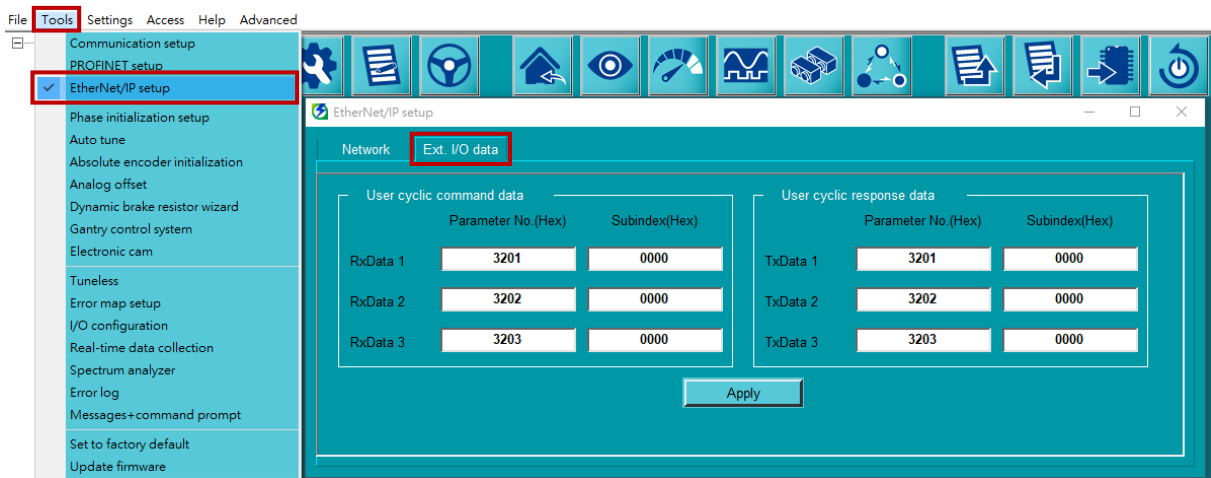 File Tools Settings Access Help Advanced
Communication setup
PROFINET setup
EtherNet/IP setup
Phase initialization setup
Auto tune
Absolute encoder initialization
Analog offset
Dynamic brake resistor wizard
Gantry control system
Electronic cam
Tuneless
Error map setup
I/O configuration
Real-time data collection
Spectrum analyzer
Error log
Messages+command prompt
Set to factory default
Update firmware
EtherNet/IP setup
Network Ext. I/O data
User cyclic command data
Parameter No.(Hex) Subindex(Hex)
RxData 1 3201 0000
RxData 2 3202 0000
RxData 3 3203 0000
User cyclic response data
Parameter No.(Hex) Subindex(Hex)
TxData 1 3201 0000
TxData 2 3202 0000
TxData 3 3203 0000
Apply